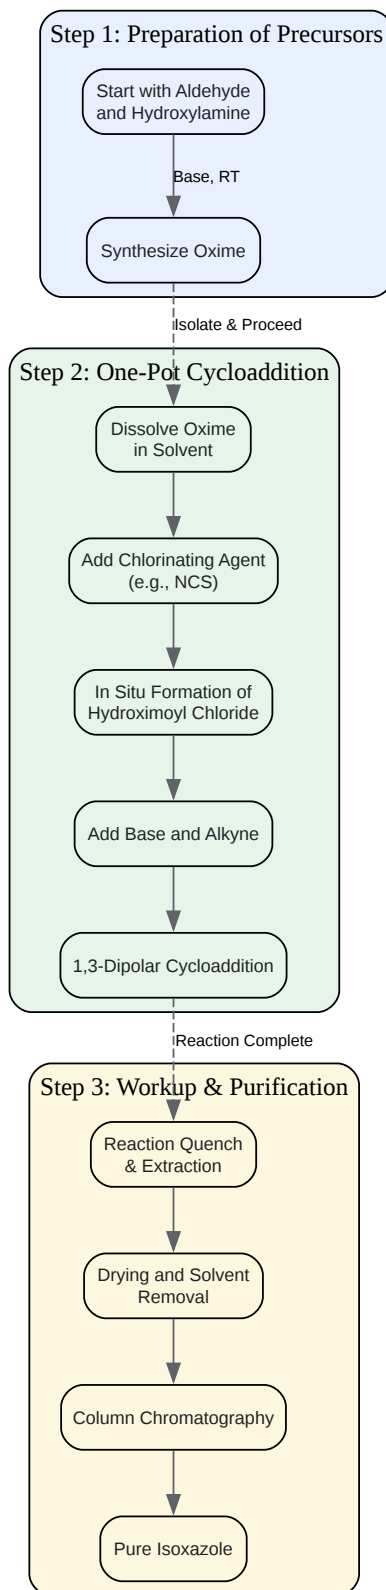 Step 1: Preparation of Precursors
Start with Aldehyde
and Hydroxylamine
Base, RT
Synthesize Oxime
Isolate & Proceed
Step 2: One-Pot Cycloaddition
Dissolve Oxime
in Solvent
Add Chlorinating Agent
(e.g., NCS)
In Situ Formation of
Hydroximoyl Chloride
Add Base and Alkyne
1,3-Dipolar Cycloaddition
Reaction Complete
Step 3: Workup & Purification
Reaction Quench
& Extraction
Drying and Solvent
Removal
Column Chromatography
Pure Isoxazole